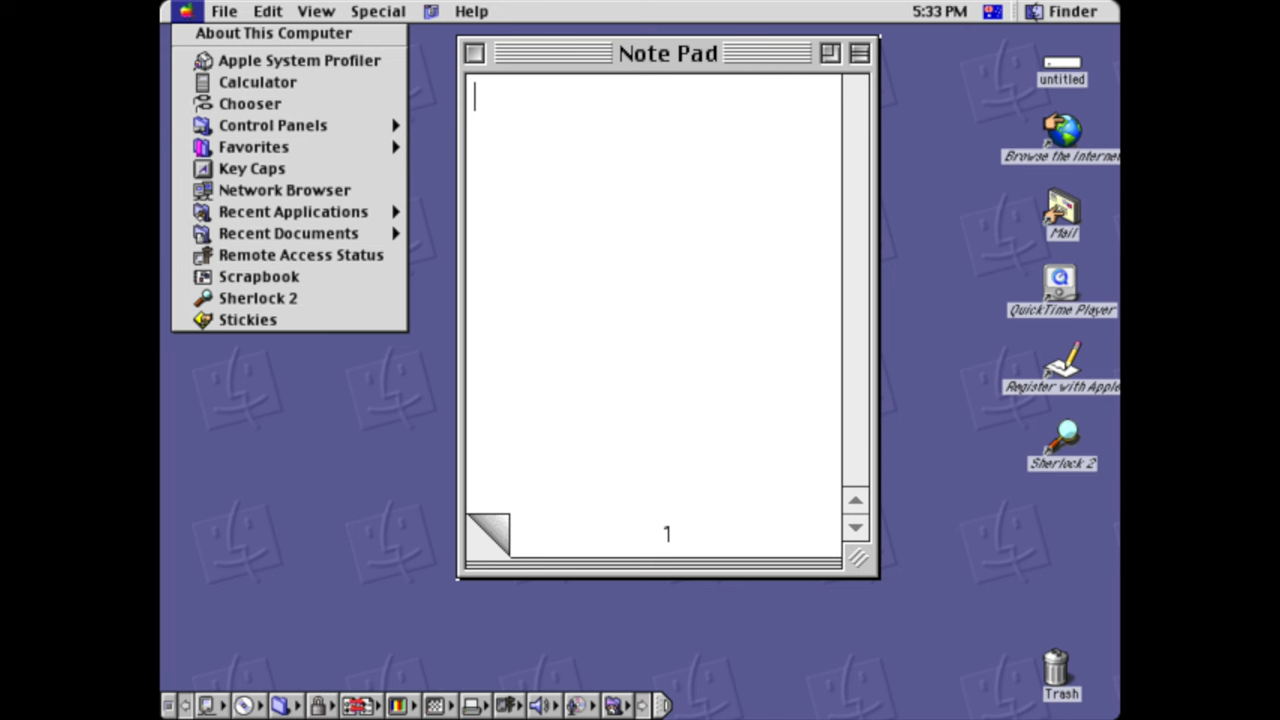 File Edit View Special Help 5:33 PM Finder
About This Computer
Apple System Profiler
Calculator
Chooser
Control Panels
Favorites
Key Caps
Network Browser
Recent Applications
Recent Documents
Remote Access Status
Scrapbook
Sherlock 2
Stickies
Note Pad
1
untitled
Browse the Internet
Mail
QuickTime Player
Register with Apple
Sherlock 2
Trash